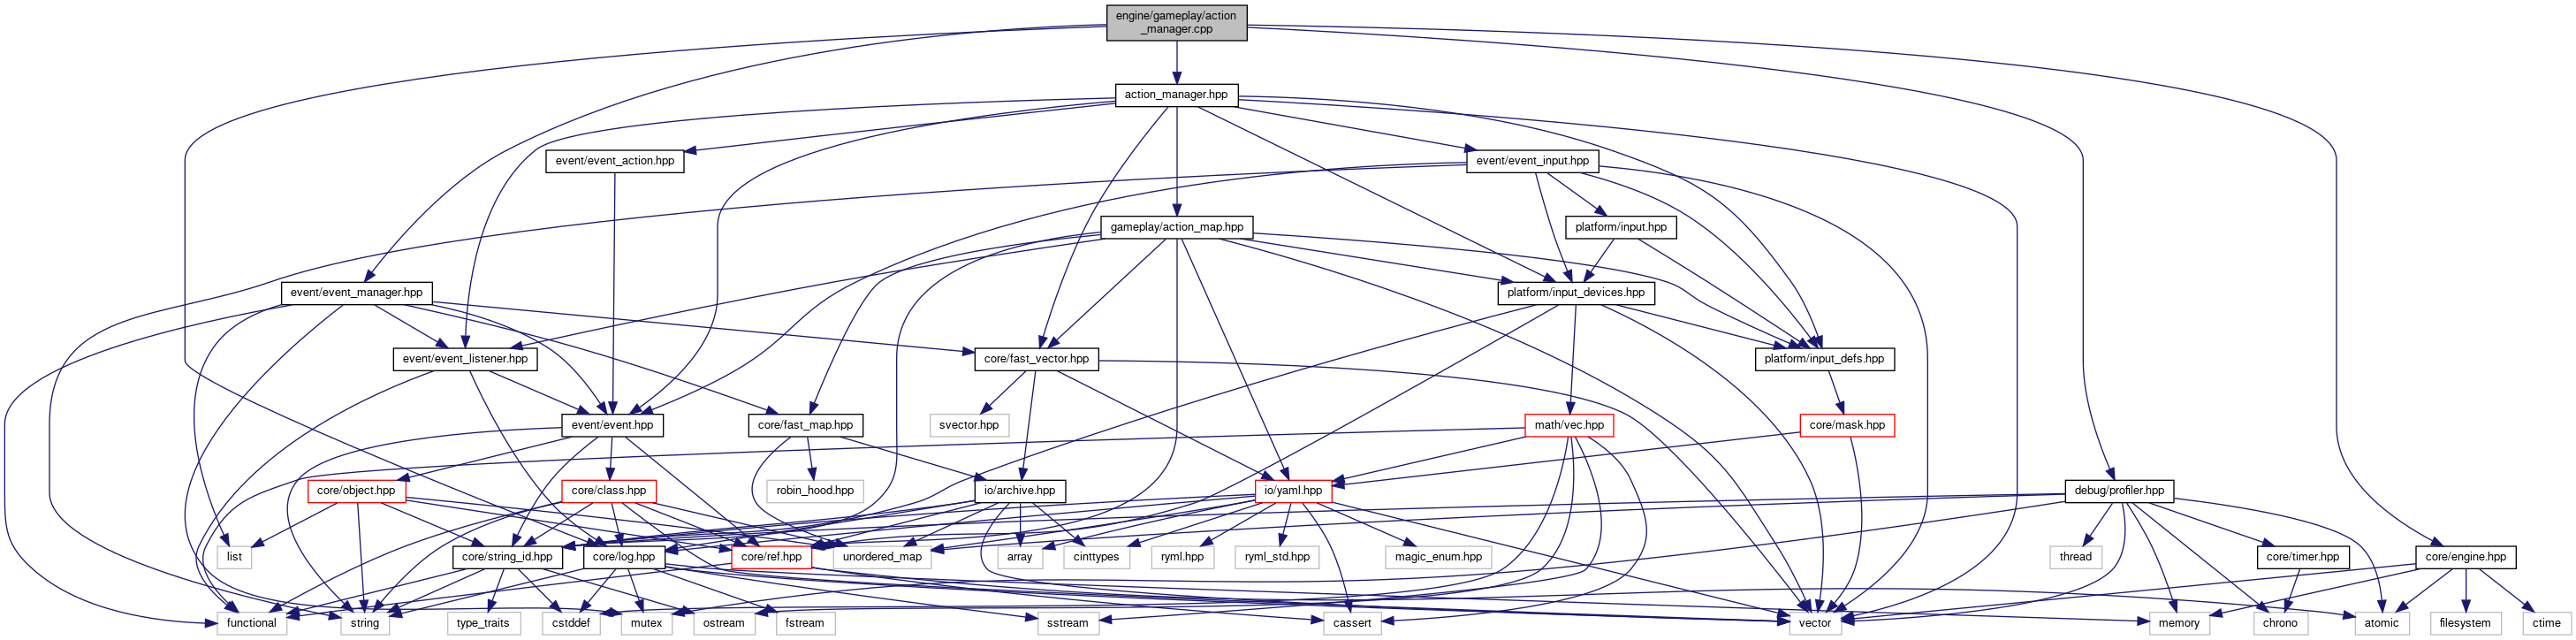 engine/gameplay/action
_manager.cpp
action_manager.hpp
event/event_action.hpp
event/event_input.hpp
gameplay/action_map.hpp
platform/input.hpp
event/event_manager.hpp
platform/input_devices.hpp
event/event_listener.hpp
core/fast_vector.hpp
platform/input_defs.hpp
event/event.hpp
core/fast_map.hpp
svector.hpp
math/vec.hpp
core/mask.hpp
core/object.hpp
core/class.hpp
robin_hood.hpp
io/archive.hpp
io/yaml.hpp
debug/profiler.hpp
list
core/string_id.hpp
core/log.hpp
core/ref.hpp
unordered_map
array
cinttypes
ryml.hpp
ryml_std.hpp
magic_enum.hpp
thread
core/timer.hpp
core/engine.hpp
functional
string
type_traits
cstddef
mutex
ostream
fstream
sstream
cassert
vector
memory
chrono
atomic
filesystem
ctime